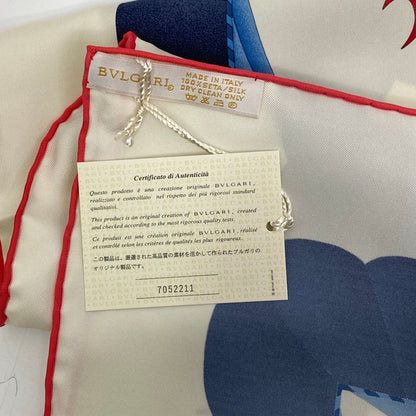 BVLGARI
MADE IN ITALY
100% SETA/SILK
DRY CLEAN ONLY
Certificato di Autenticità
Questo prodotto è una creazione originale BVLGARI,
realizzato e controllato nel rispetto dei più rigorosi standard
qualitativi.
This product is an original creation of BVLGARI, created
and checked according to the most rigorous quality standards.
Ce produit est une création originale BVLGARI, réalisé
et contrôlé selon les critères de qualité les plus rigoureux.
この製品は、厳選された高品質の素材を活かして作られたブルガリの
オリジナル製品です。
7052211